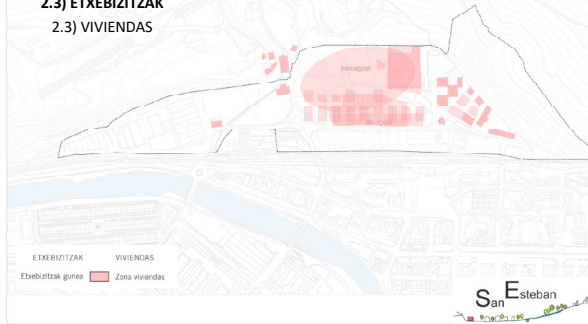 2.3) ETXEBIZITZAK
2.3) VIVIENDAS
ETXEBIZITZAK VIVIENDAS
Etxebizitzak gunea Zona viviendas
San Esteban